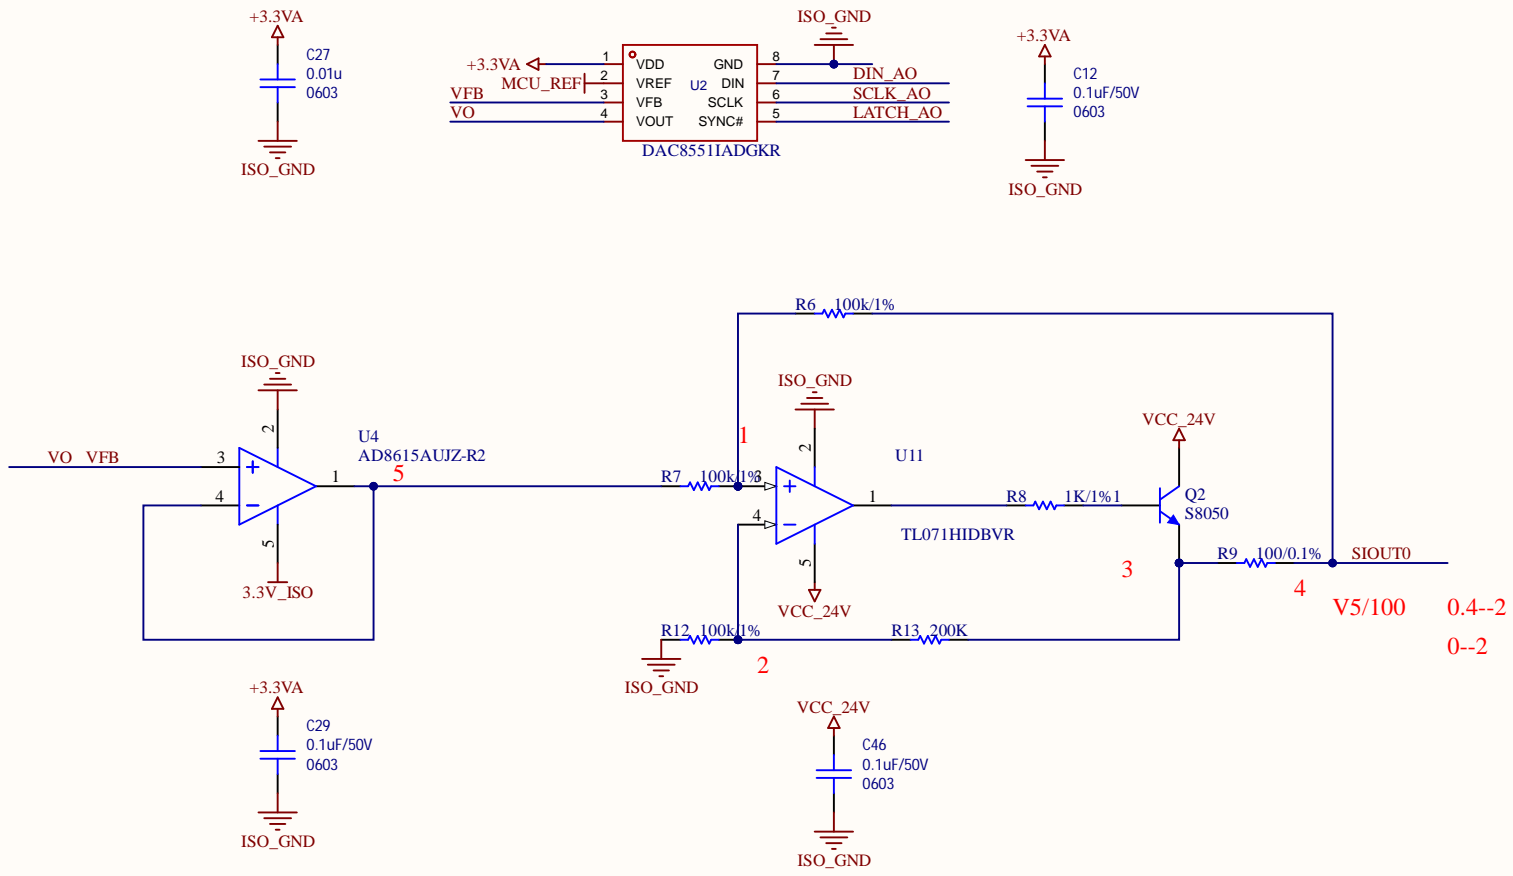 +3.3VA
C27
0.01u
0603
ISO_GND
ISO_GND
+3.3VA
MCU_REF
VFB
VO
1
2
3
4
VDD
VREF
VFB
VOUT
U2
GND
DIN
SCLK
SYNC#
8
7
6
5
DIN_AO
SCLK_AO
LATCH_AO
DAC8551IADGKR
+3.3VA
C12
0.1uF/50V
0603
ISO_GND
R6 100k/1%
ISO_GND
2
U4
AD8615AUJZ-R2
VO VFB
3
+
4
-
1
5
5
3.3V_ISO
ISO_GND
2
1
R7 100k/1%
3
+
4
-
1
U11
TL071HIDBVR
5
VCC_24V
R8 1K/1%
1
VCC_24V
Q2
S8050
3
R9 100/0.1%
SIOUT0
4
V5/100 0.4--2
0--2
R12 100k/1%
R13 200K
2
ISO_GND
+3.3VA
C29
0.1uF/50V
0603
ISO_GND
VCC_24V
C46
0.1uF/50V
0603
ISO_GND